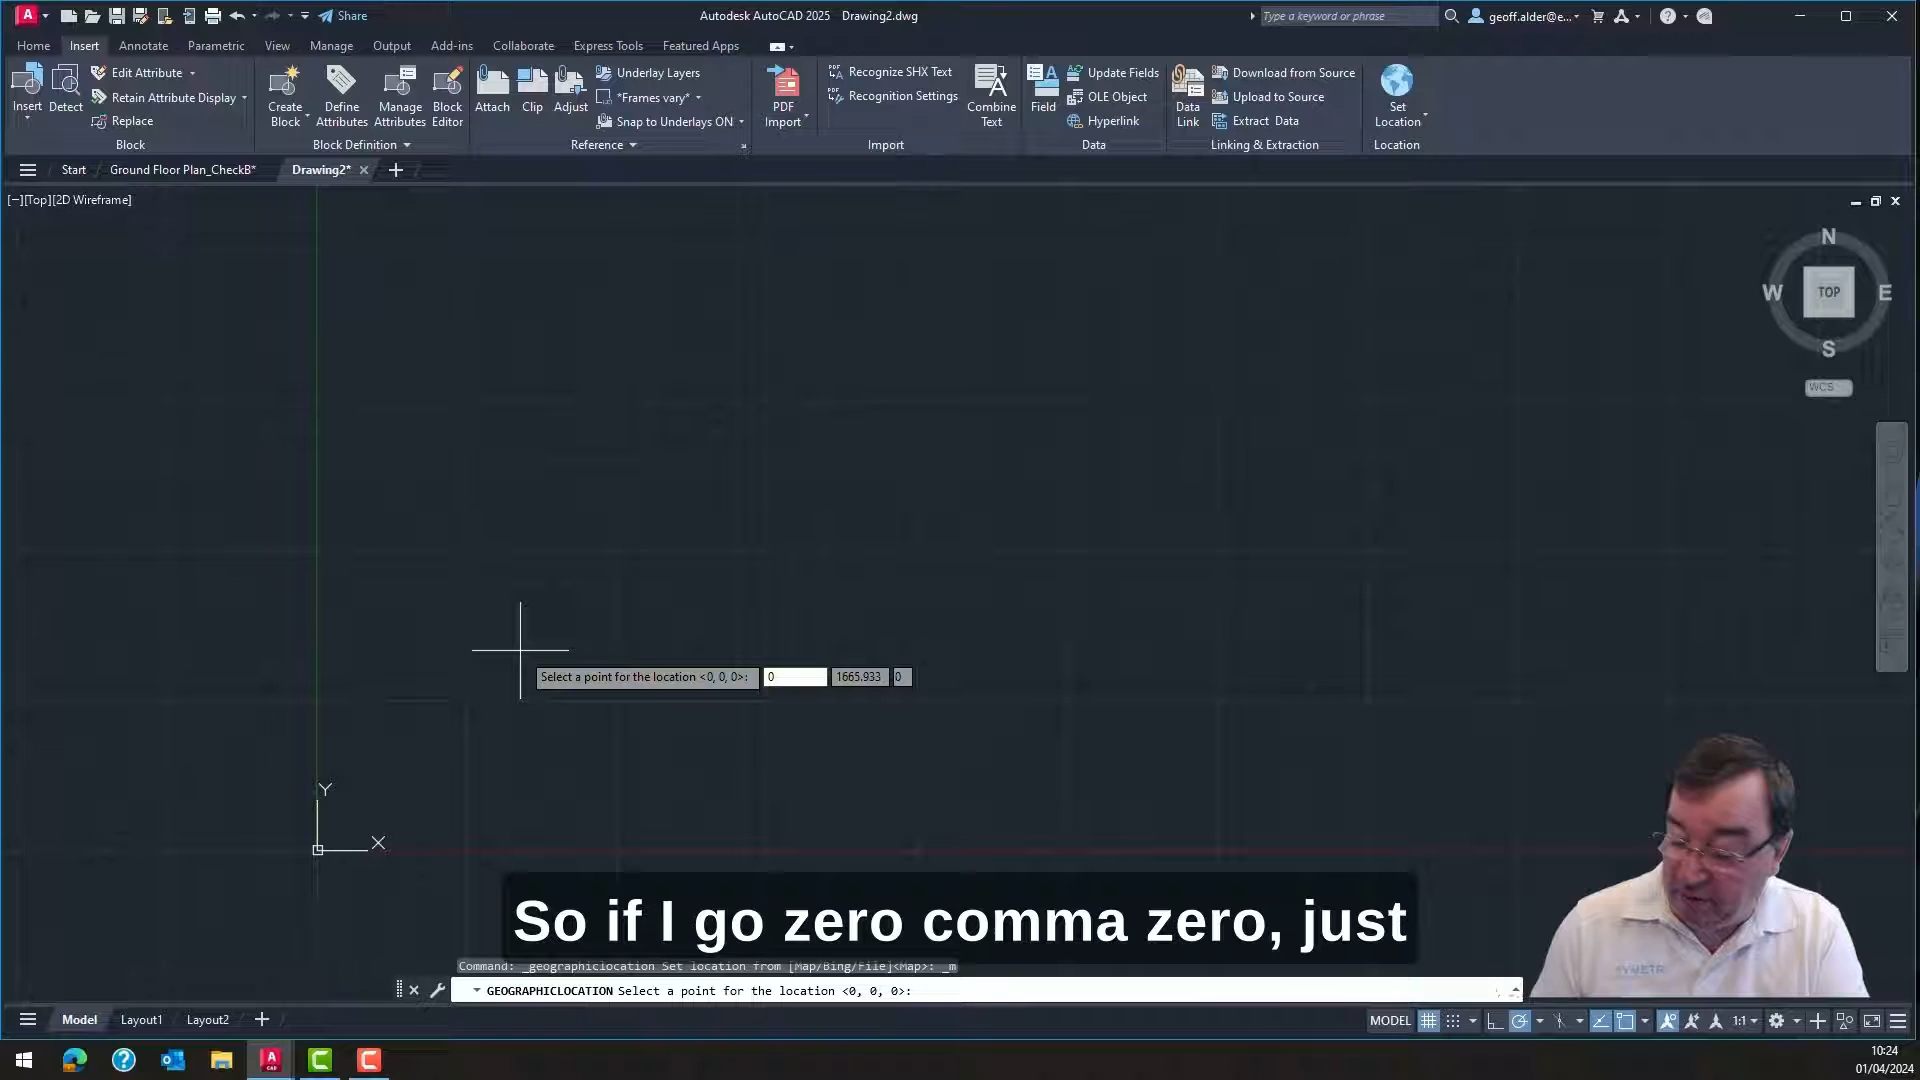 Share
Autodesk AutoCAD 2025 Drawing2.dwg
Type a keyword or phrase
geoff.alder@e...
Home Insert Annotate Parametric View Manage Output Add-ins Collaborate Express Tools Featured Apps
Insert
Detect
Edit Attribute
Retain Attribute Display
Replace
Block
Create Block
Define Attributes
Manage Attributes
Block Editor
Block Definition
Attach
Clip
Adjust
Underlay Layers
*Frames vary*
Snap to Underlays ON
Reference
PDF Import
Recognize SHX Text
Recognition Settings
Combine Text
Import
Field
Update Fields
OLE Object
Hyperlink
Data
Data Link
Download from Source
Upload to Source
Extract Data
Linking & Extraction
Set Location
Location
Start Ground Floor Plan_CheckB* Drawing2*
[−][Top][2D Wireframe]
N
W TOP E
S
WCS
Select a point for the location <0, 0, 0>: 0 1665.933 0
Y
X
So if I go zero comma zero, just
Command: _geographiclocation Set location from [Map/Bing/File]<Map>: _m
GEOGRAPHICLOCATION Select a point for the location <0, 0, 0>:
Model Layout1 Layout2
MODEL 1:1
10:24
01/04/2024